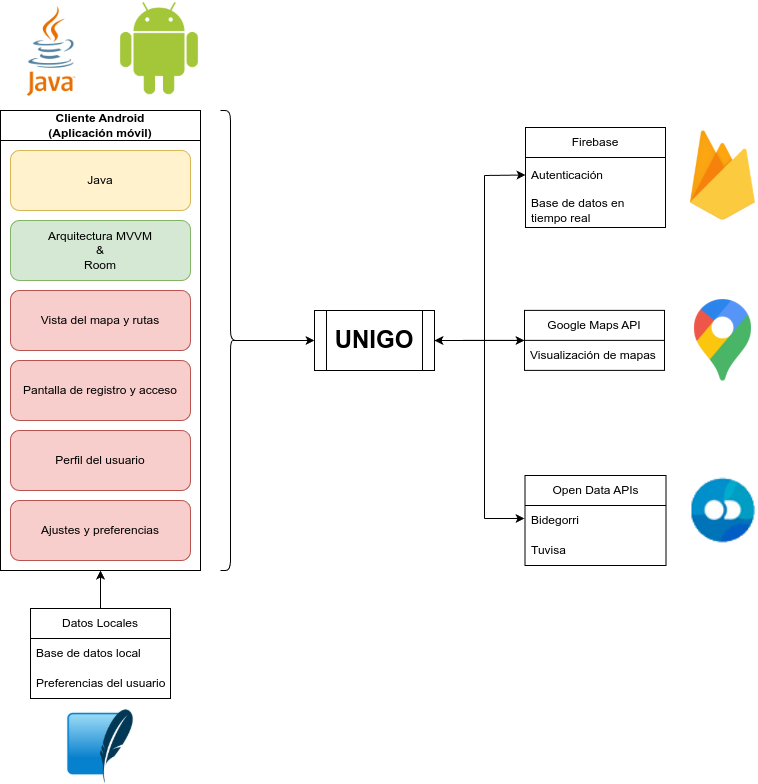 Java
Cliente Android
(Aplicación móvil)
Java
Arquitectura MVVM
&
Room
Vista del mapa y rutas
Pantalla de registro y acceso
Perfil del usuario
Ajustes y preferencias
Datos Locales
Base de datos local
Preferencias del usuario
UNIGO
Firebase
Autenticación
Base de datos en
tiempo real
Google Maps API
Visualización de mapas
Open Data APIs
Bidegorri
Tuvisa